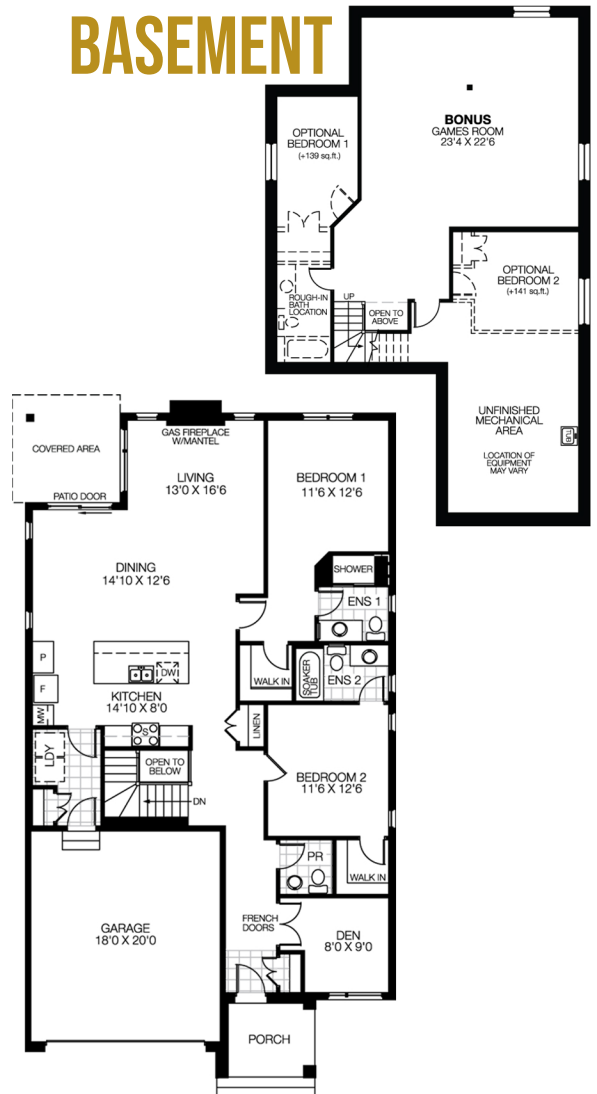 BASEMENT
BONUS
GAMES ROOM
23'4 X 22'6
OPTIONAL
BEDROOM 1
(+139 sq.ft.)
OPTIONAL
BEDROOM 2
(+141 sq.ft.)
ROUGH-IN
BATH
LOCATION
UP
OPEN TO
ABOVE
UNFINISHED
MECHANICAL
AREA
TUB
LOCATION OF
EQUIPMENT
MAY VARY
COVERED AREA
GAS FIREPLACE
W/MANTEL
LIVING
13'0 X 16'6
BEDROOM 1
11'6 X 12'6
PATIO DOOR
DINING
14'10 X 12'6
SHOWER
ENS 1
P
F
MW
DW
KITCHEN
14'10 X 8'0
S
WALK IN
SOAKER
TUB
ENS 2
LINEN
LDY
OPEN TO
BELOW
DN
BEDROOM 2
11'6 X 12'6
PR
WALK IN
GARAGE
18'0 X 20'0
FRENCH
DOORS
DEN
8'0 X 9'0
PORCH